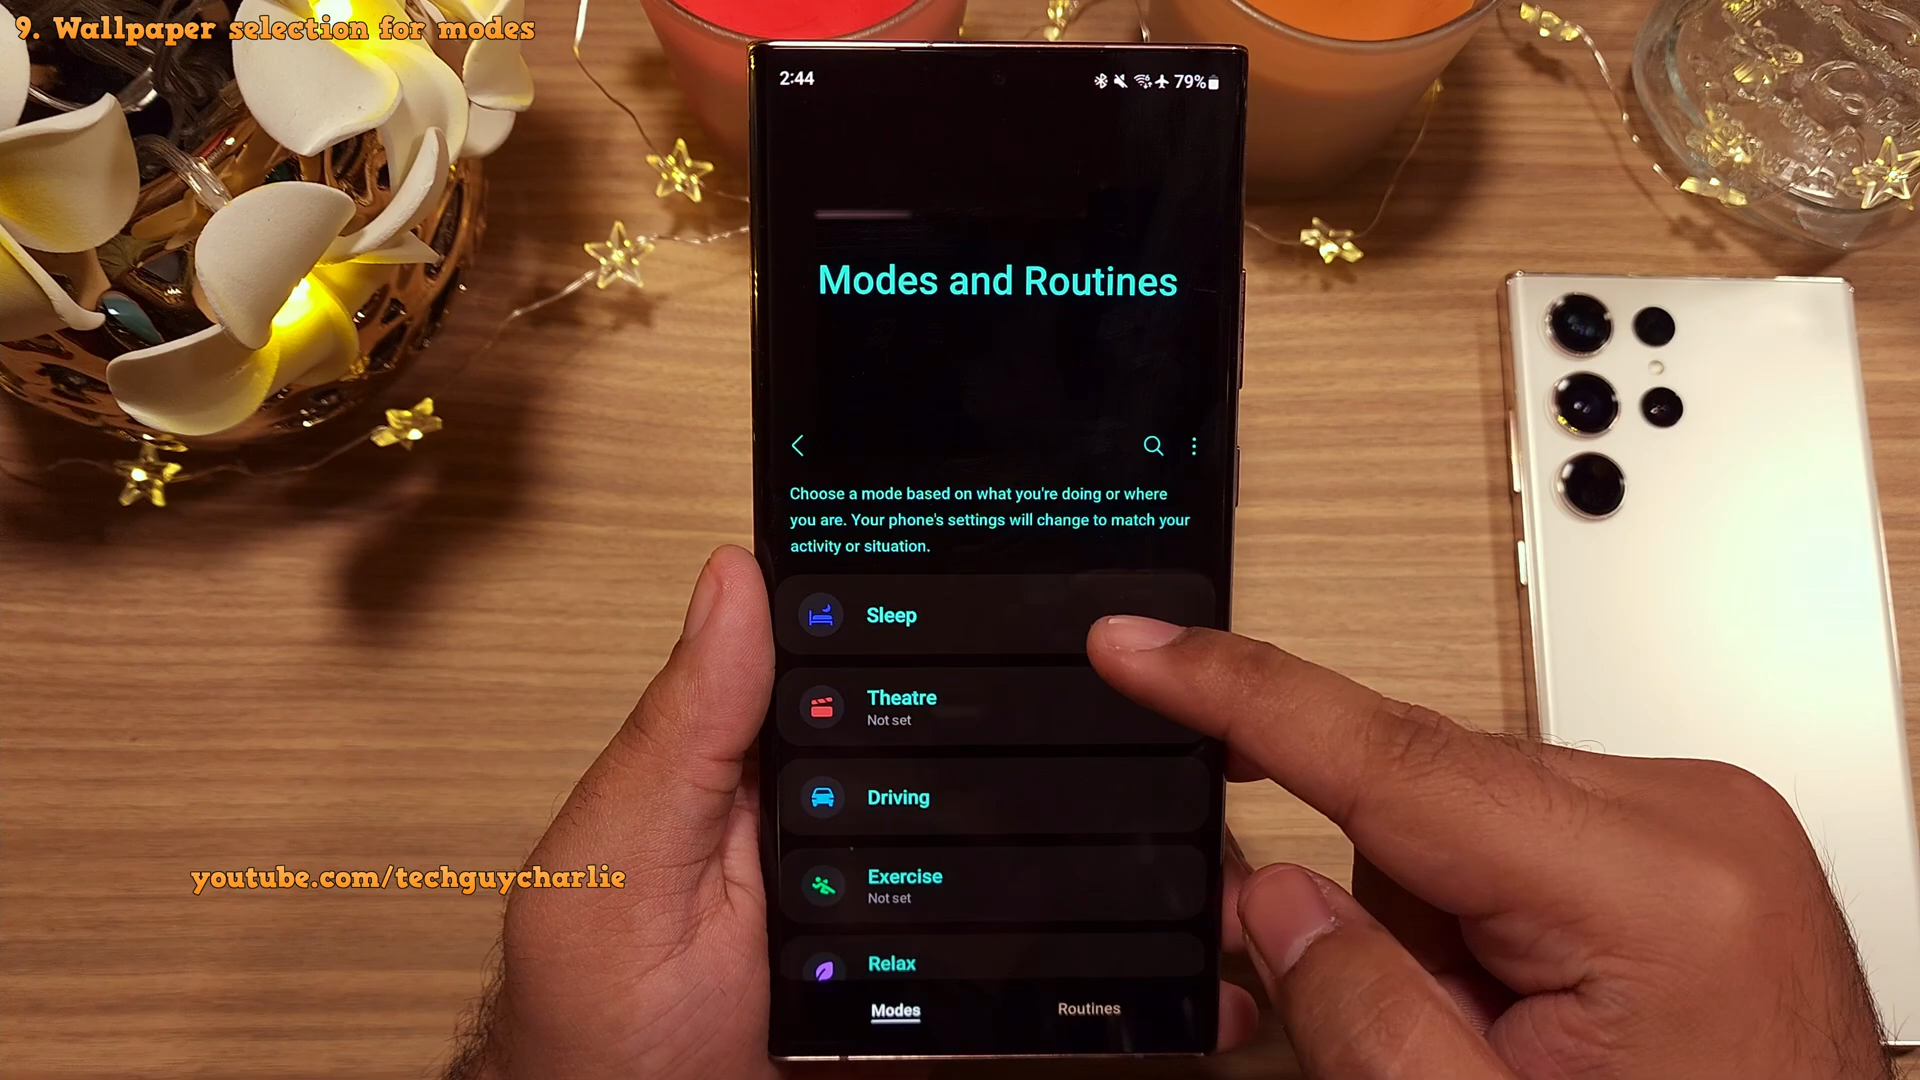 9. Wallpaper selection for modes
2:44
79%
Modes and Routines
Choose a mode based on what you're doing or where
you are. Your phone's settings will change to match your
activity or situation.
Sleep
Theatre
Not set
Driving
Exercise
Not set
Relax
Modes
Routines
youtube.com/techguycharlie